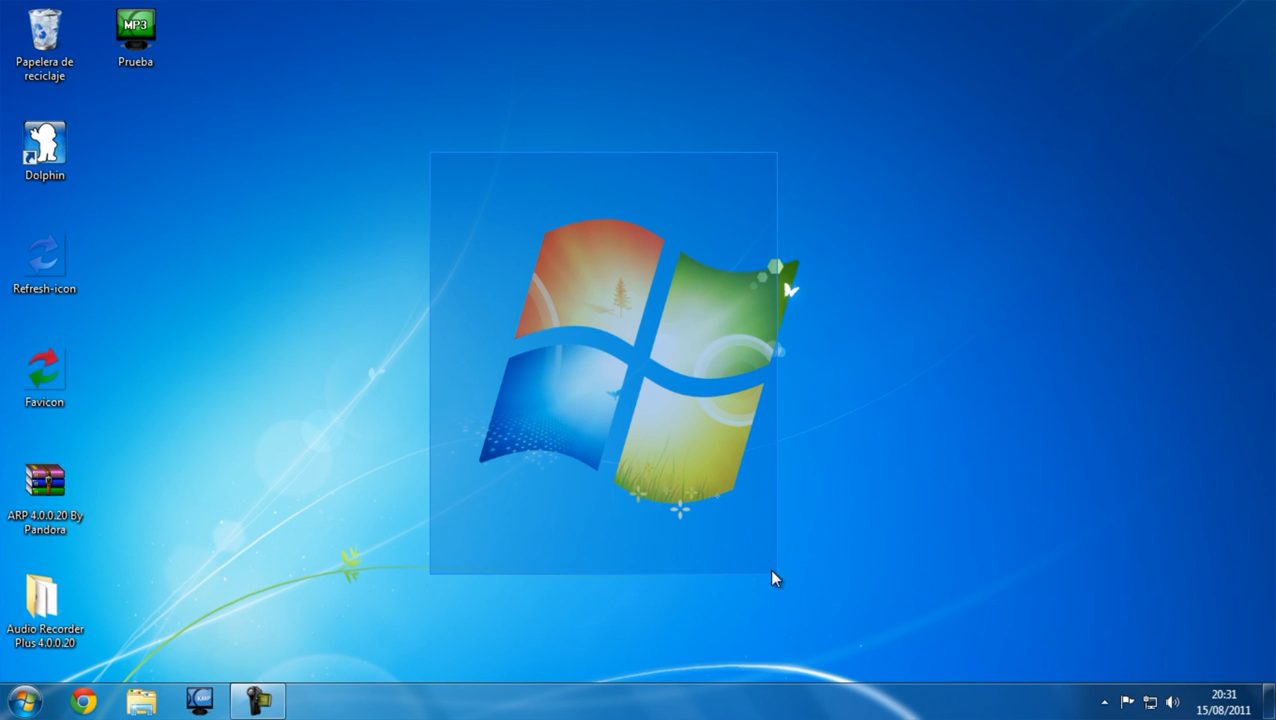 Papelera de
reciclaje
MP3
Prueba
Dolphin
Refresh-icon
Favicon
ARP 4.0.0.20 By
Pandora
Audio Recorder
Plus 4.0.0.20
KMP
20:31
15/08/2011